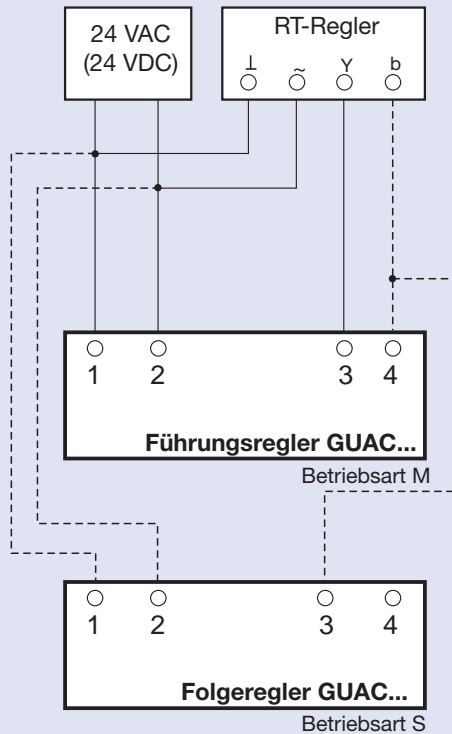 24 VAC
(24 VDC)
RT-Regler
⊥ ~ Y b
1 2 3 4
Führungsregler GUAC...
Betriebsart M
1 2 3 4
Folgeregler GUAC...
Betriebsart S